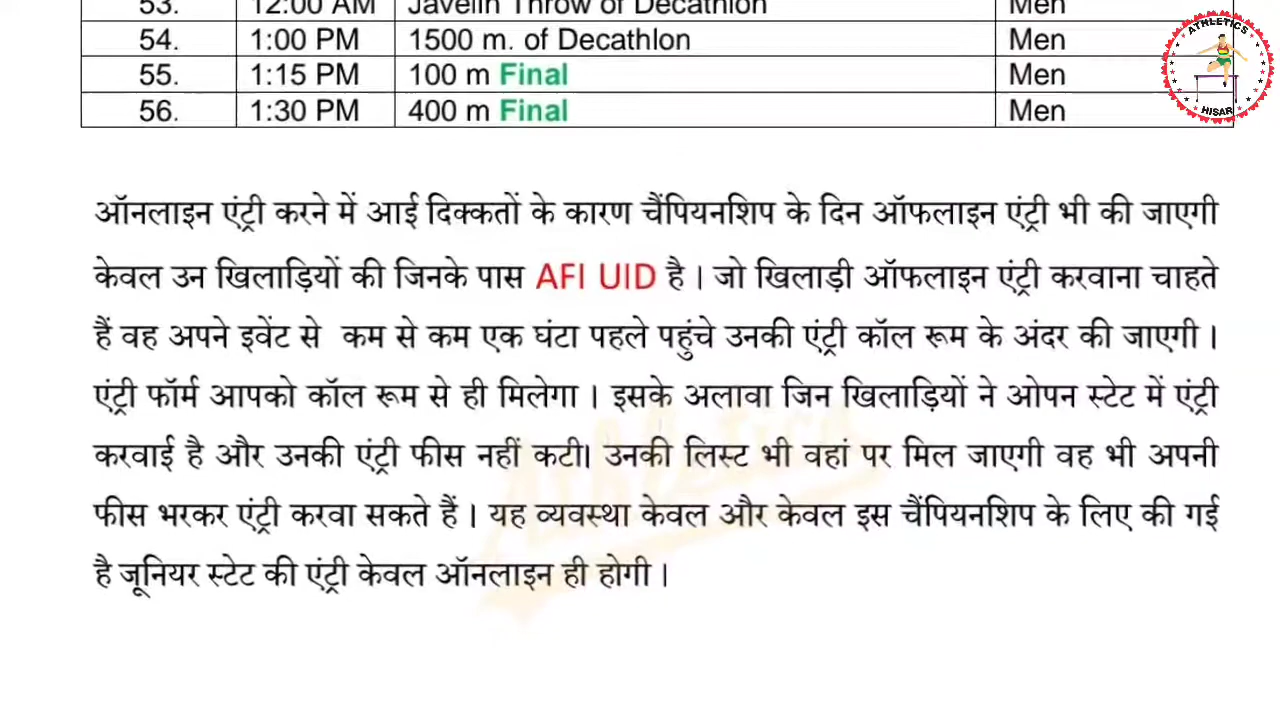 53. 12:00 AM Javelin Throw of Decathlon Men
54. 1:00 PM 1500 m. of Decathlon Men
55. 1:15 PM 100 m Final Men
56. 1:30 PM 400 m Final Men
ATHLETICS
HISAR
ऑनलाइन एंट्री करने में आई दिक्कतों के कारण चैंपियनशिप के दिन ऑफलाइन एंट्री भी की जाएगी
केवल उन खिलाड़ियों की जिनके पास AFI UID है । जो खिलाड़ी ऑफलाइन एंट्री करवाना चाहते
हैं वह अपने इवेंट से कम से कम एक घंटा पहले पहुंचे उनकी एंट्री कॉल रूम के अंदर की जाएगी ।
एंट्री फॉर्म आपको कॉल रूम से ही मिलेगा । इसके अलावा जिन खिलाड़ियों ने ओपन स्टेट में एंट्री
करवाई है और उनकी एंट्री फीस नहीं कटी। उनकी लिस्ट भी वहां पर मिल जाएगी वह भी अपनी
फीस भरकर एंट्री करवा सकते हैं । यह व्यवस्था केवल और केवल इस चैंपियनशिप के लिए की गई
है जूनियर स्टेट की एंट्री केवल ऑनलाइन ही होगी ।
Athletics